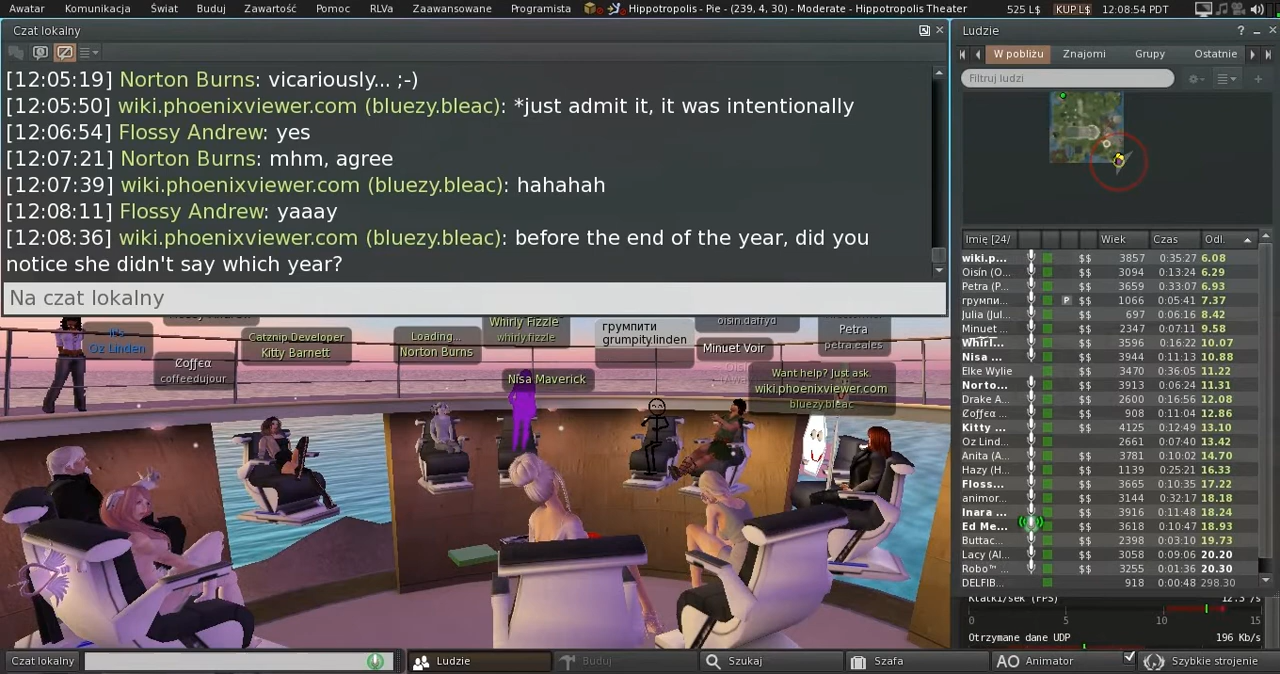 Awatar Komunikacja Świat Buduj Zawartość Pomoc RLVa Zaawansowane Programista Hippotropolis - Pie - (239, 4, 30) - Moderate - Hippotropolis Theater 525 L$ KUP L$ 12:08:54 PDT
Czat lokalny
[12:05:19] Norton Burns: vicariously... ;-)
[12:05:50] wiki.phoenixviewer.com (bluezy.bleac): *just admit it, it was intentionally
[12:06:54] Flossy Andrew: yes
[12:07:21] Norton Burns: mhm, agree
[12:07:39] wiki.phoenixviewer.com (bluezy.bleac): hahahah
[12:08:11] Flossy Andrew: yaaay
[12:08:36] wiki.phoenixviewer.com (bluezy.bleac): before the end of the year, did you
notice she didn't say which year?
Na czat lokalny
Oz Linden
Coffɛα
coffeedujour
Catznip Developer
Kitty Barnett
Loading...
Norton Burns
Whirly Fizzle
whirly.fizzle
Nisa Maverick
грумпити
grumpity.linden
oisin.daffyd
Minuet Voir
Petra
petra.eales
Want help? Just ask.
wiki.phoenixviewer.com
bluezy.bleac
Ludzie
W pobliżu Znajomi Grupy Ostatnie
Filtruj ludzi
Imię [24/ Wiek Czas Odl.
wiki.p... $$ 3857 0:35:27 6.08
Oisín (O... $$ 3094 0:13:24 6.29
Petra (P... $$ 3659 0:33:07 6.93
грумпи... P $$ 1066 0:05:41 7.37
Julia (Jul... $$ 697 0:06:16 8.42
Minuet ... $$ 2347 0:07:11 9.58
Whirl... $$ 3596 0:16:22 10.07
Nisa ... $$ 3944 0:11:13 10.88
Elke Wylie $$ 3470 0:36:05 11.22
Norto... $$ 3913 0:06:24 11.31
Drake A... $$ 2600 0:16:56 12.08
Coffɛα ... $$ 908 0:11:04 12.86
Kitty ... $$ 4125 0:12:49 13.10
Oz Lind... 2661 0:07:40 13.42
Anita (A... $$ 3781 0:10:02 14.70
Hazy (H... $$ 1139 0:25:21 16.33
Floss... $$ 3665 0:10:35 17.22
animor... $$ 3144 0:32:17 18.18
Inara ... $$ 3916 0:11:48 18.24
Ed Me... $$ 3618 0:10:47 18.93
Buttac... $$ 2398 0:03:10 19.73
Lacy (Al... $$ 3058 0:09:06 20.20
Robo™ ... $$ 3255 0:01:36 20.30
DELFIB... 918 0:00:48 298.30
Klatki/sek (FPS) 12.3 /s
0 5 10 15
Otrzymane dane UDP 196 Kb/s
Czat lokalny Ludzie Buduj Szukaj Szafa AO Animator Szybkie strojenie